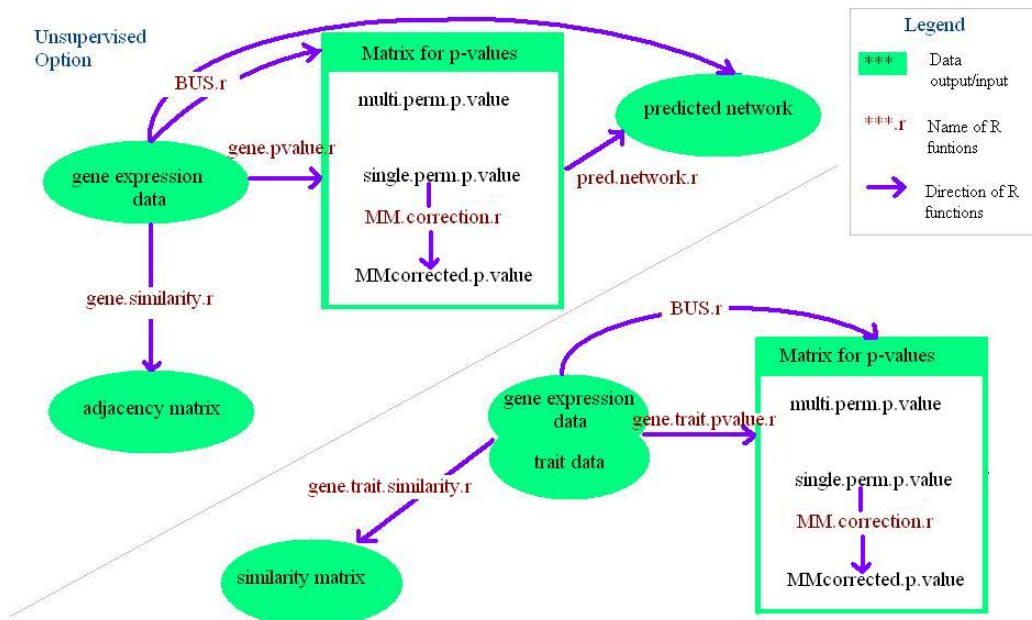 Unsupervised
Option
BUS.r
gene expression
data
gene.pvalue.r
gene.similarity.r
adjacency matrix
Matrix for p-values
multi.perm.p.value
single.perm.p.value
MM.correction.r
MMcorrected.p.value
pred.network.r
predicted network
Legend
***
Data
output/input
***.r
Name of R
funtions
Direction of R
functions
BUS.r
gene expression
data
trait data
gene.trait.pvalue.r
gene.trait.similarity.r
similarity matrix
Matrix for p-values
multi.perm.p.value
single.perm.p.value
MM.correction.r
MMcorrected.p.value